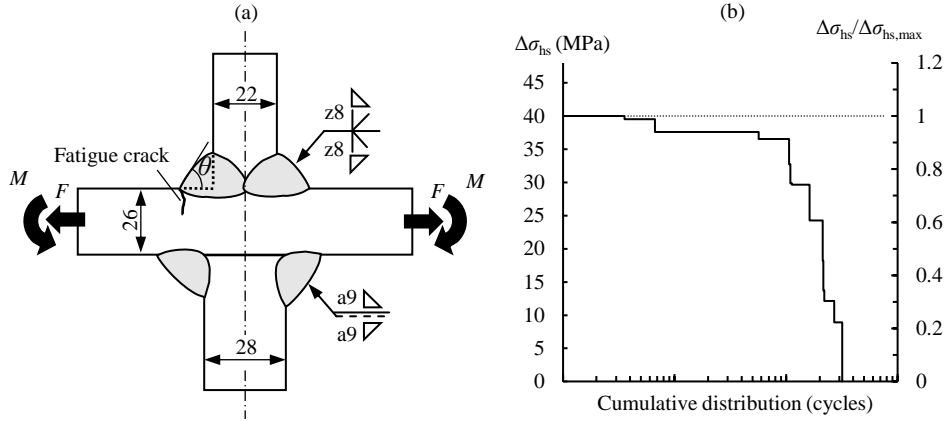 (a)
(b)
22
z8
z8
Fatigue crack
θ
M
F
26
F
M
a9
a9
28
Δσhs (MPa)
Δσhs/Δσhs,max
45
40
35
30
25
20
15
10
5
0
1.2
1
0.8
0.6
0.4
0.2
0
Cumulative distribution (cycles)